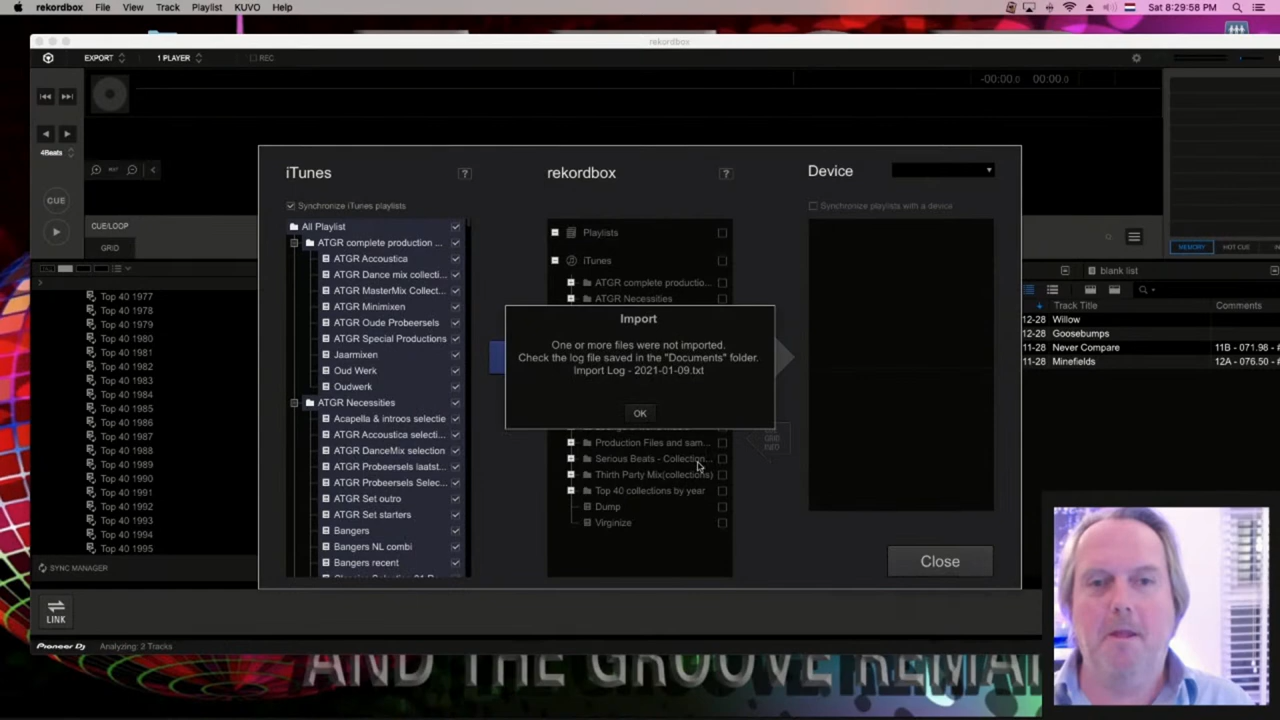 rekordbox File View Track Playlist KUVO Help
Sat 8:29:58 PM
rekordbox
EXPORT 1 PLAYER REC
-00:00.0 00:00.0
4Beats
CUE
CUE/LOOP
GRID
MEMORY HOT CUE
blank list
Track Title Comments
12-28 Willow
12-28 Goosebumps
11-28 Never Compare 11B - 071.98 - not
11-28 Minefields 12A - 076.50 -
Top 40 1977
Top 40 1978
Top 40 1979
Top 40 1980
Top 40 1981
Top 40 1982
Top 40 1983
Top 40 1984
Top 40 1985
Top 40 1986
Top 40 1987
Top 40 1988
Top 40 1989
Top 40 1990
Top 40 1991
Top 40 1992
Top 40 1993
Top 40 1994
Top 40 1995
SYNC MANAGER
LINK
Pioneer Dj Analyzing: 2 Tracks
iTunes ?
Synchronize iTunes playlists
All Playlist
ATGR complete production ...
ATGR Accoustica
ATGR Dance mix collecti...
ATGR MasterMix Collect...
ATGR Minimixen
ATGR Oude Probeersels
ATGR Special Productions
Jaarmixen
Oud Werk
Oudwerk
ATGR Necessities
Acapella & introos selectie
ATGR Accoustica selecti...
ATGR DanceMix selection
ATGR Probeersels laatst...
ATGR Probeersels Selec...
ATGR Set outro
ATGR Set starters
Bangers
Bangers NL combi
Bangers recent
rekordbox ?
Playlists
iTunes
ATGR complete productio...
ATGR Necessities
Production Files and sam...
Serious Beats - Collection...
Thirth Party Mix(collections)
Top 40 collections by year
Dump
Virginize
Import
One or more files were not imported.
Check the log file saved in the "Documents" folder.
Import Log - 2021-01-09.txt
OK
Device
Synchronize playlists with a device
Close
AND THE GROOVE REMA